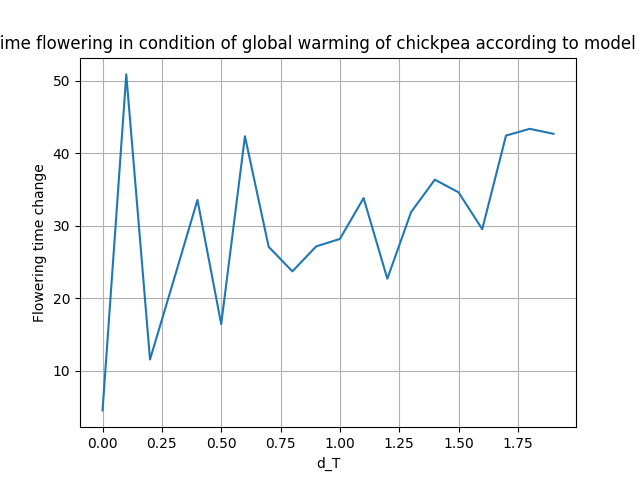 ime flowering in condition of global warming of chickpea according to model
50
40
30
20
10
Flowering time change
0.00 0.25 0.50 0.75 1.00 1.25 1.50 1.75
d_T